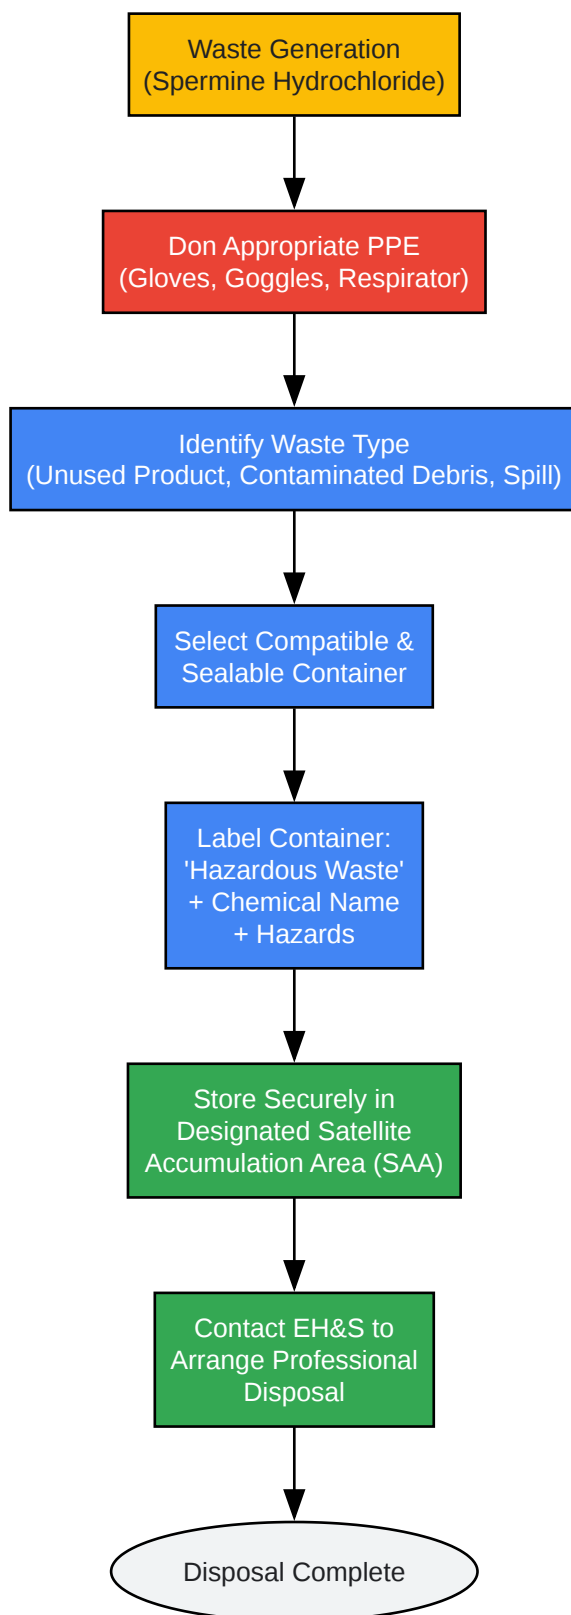 Waste Generation
(Spermine Hydrochloride)
Don Appropriate PPE
(Gloves, Goggles, Respirator)
Identify Waste Type
(Unused Product, Contaminated Debris, Spill)
Select Compatible &
Sealable Container
Label Container:
'Hazardous Waste'
+ Chemical Name
+ Hazards
Store Securely in
Designated Satellite
Accumulation Area (SAA)
Contact EH&S to
Arrange Professional
Disposal
Disposal Complete